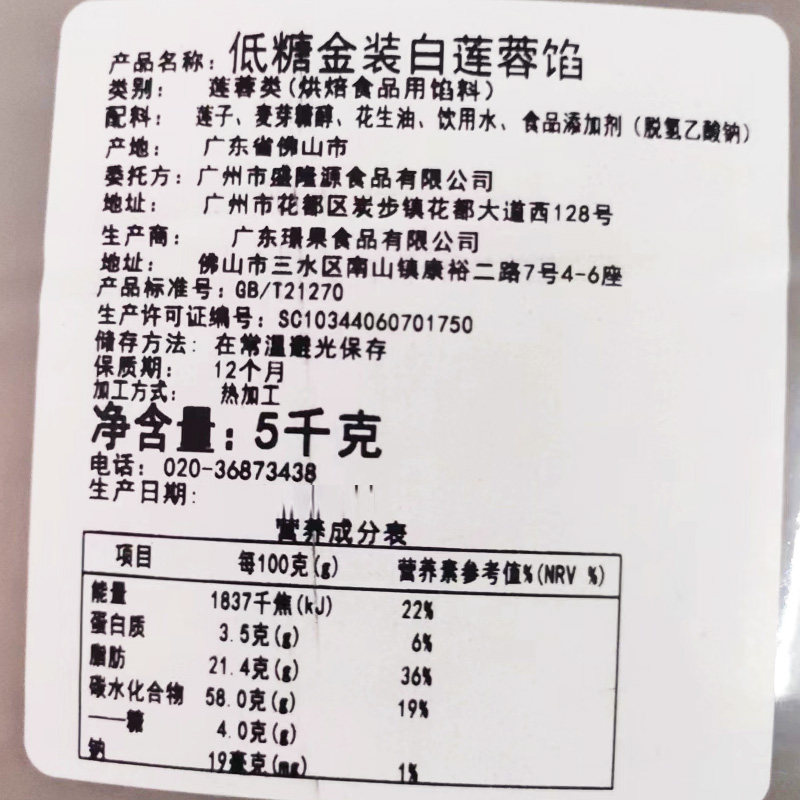 产品名称：低糖金装白莲蓉馅
类别： 莲蓉类(烘焙食品用馅料)
配料： 莲子、麦芽糖醇、花生油、饮用水、食品添加剂（脱氢乙酸钠）
产地： 广东省佛山市
委托方：广州市盛隆源食品有限公司
地址： 广州市花都区炭步镇花都大道西128号
生产商： 广东璟果食品有限公司
地址： 佛山市三水区南山镇康裕二路7号4-6座
产品标准号：GB/T21270
生产许可证编号：SC10344060701750
储存方法：在常温避光保存
保质期： 12个月
加工方式： 热加工
净含量：5千克
电话：020-36873438
生产日期：
营养成分表
项目 每100克(g) 营养素参考值%(NRV %)
能量 1837千焦(kJ) 22%
蛋白质 3.5克(g) 6%
脂肪 21.4克(g) 36%
碳水化合物 58.0克(g) 19%
——糖 4.0克(g)
钠 19毫克(mg) 1%